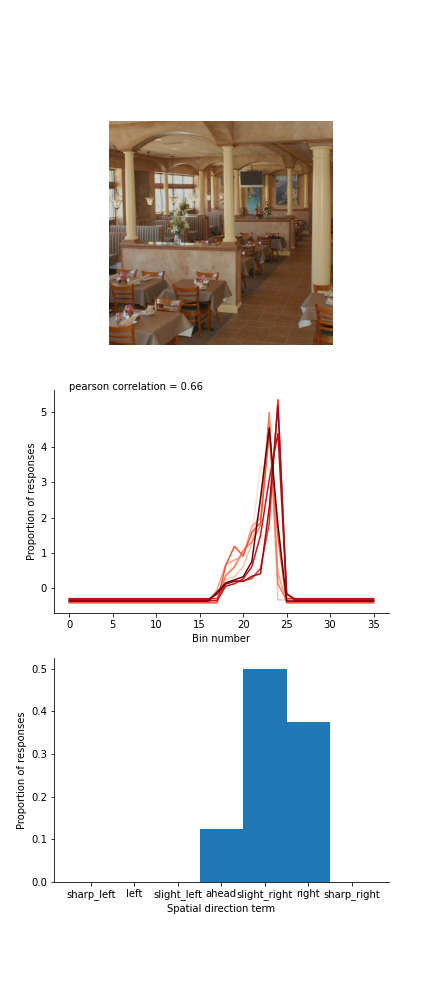 pearson correlation = 0.66
Proportion of responses
5
4
3
2
1
0
0 5 10 15 20 25 30 35
Bin number
Proportion of responses
0.5
0.4
0.3
0.2
0.1
0.0
sharp_left left slight_left ahead slight_right right sharp_right
Spatial direction term